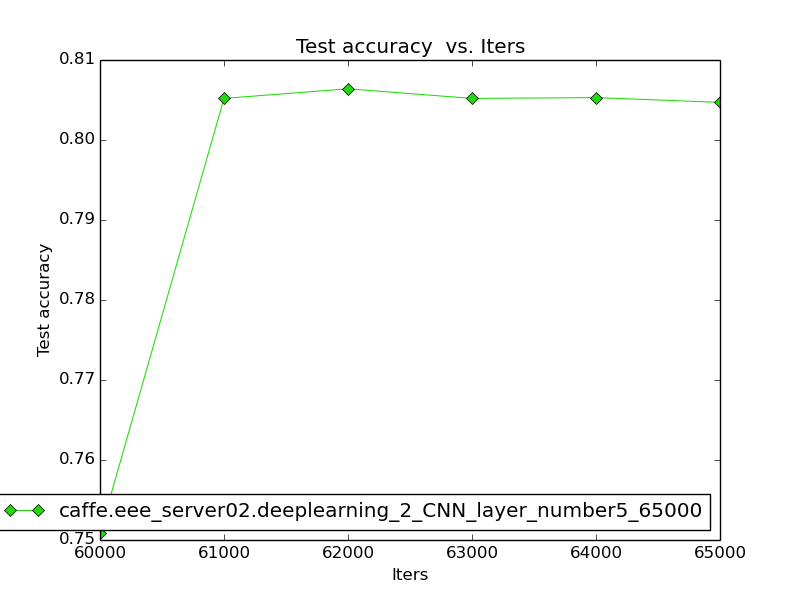 Test accuracy  vs. Iters
0.81
0.80
0.79
0.78
0.77
0.76
0.75
Test accuracy
caffe.eee_server02.deeplearning_2_CNN_layer_number5_65000
60000 61000 62000 63000 64000 65000
Iters